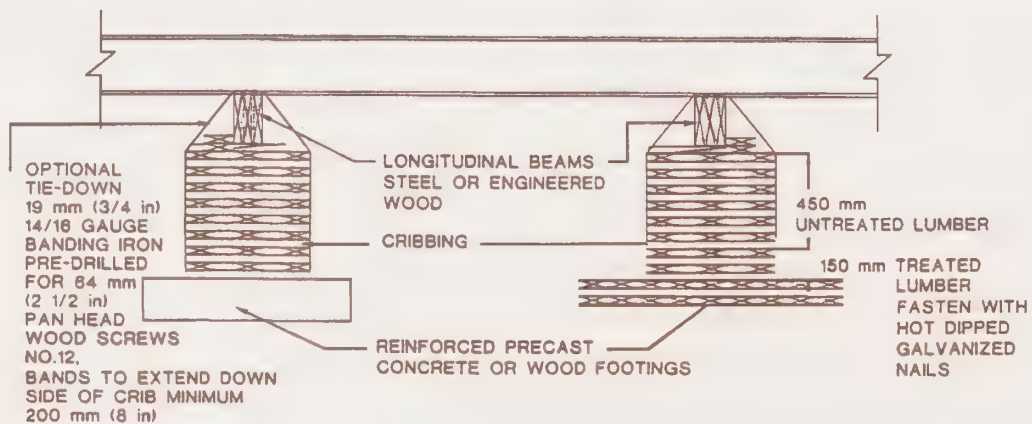 OPTIONAL
TIE-DOWN
19 mm (3/4 in)
14/16 GAUGE
BANDING IRON
PRE-DRILLED
FOR 64 mm
(2 1/2 in)
PAN HEAD
WOOD SCREWS
NO.12,
BANDS TO EXTEND DOWN
SIDE OF CRIB MINIMUM
200 mm (8 in)
LONGITUDINAL BEAMS
STEEL OR ENGINEERED
WOOD
CRIBBING
REINFORCED PRECAST
CONCRETE OR WOOD FOOTINGS
450 mm
UNTREATED LUMBER
150 mm TREATED
LUMBER
FASTEN WITH
HOT DIPPED
GALVANIZED
NAILS